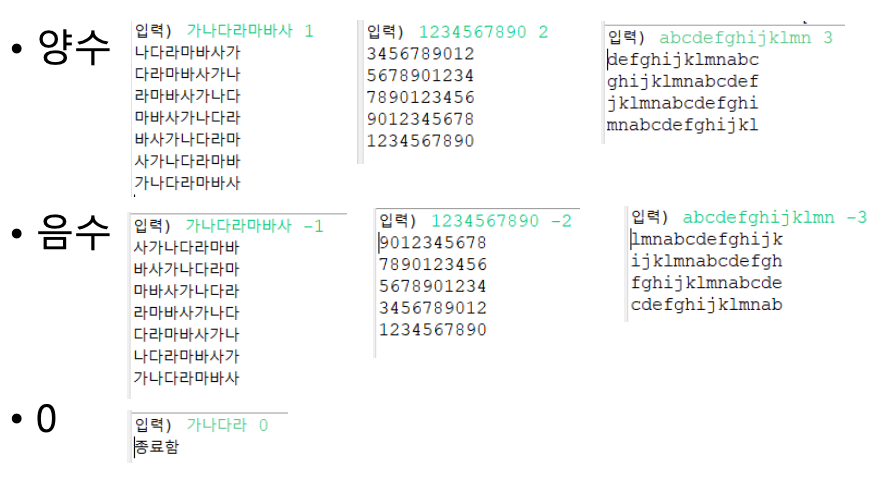 • 양수
입력) 가나다라마바사 1
나다라마바사가
다라마바사가나
라마바사가나다
마바사가나다라
바사가나다라마
사가나다라마바
가나다라마바사
입력) 1234567890 2
3456789012
5678901234
7890123456
9012345678
1234567890
입력) abcdefghijklmn 3
defghijklmnabc
ghijklmnabcdef
jklmnabcdefghi
mnabcdefghijkl
• 음수
입력) 가나다라마바사 -1
사가나다라마바
바사가나다라마
마바사가나다라
라마바사가나다
다라마바사가나
나다라마바사가
가나다라마바사
입력) 1234567890 -2
9012345678
7890123456
5678901234
3456789012
1234567890
입력) abcdefghijklmn -3
lmnabcdefghijk
ijklmnabcdefgh
fghijklmnabcde
cdefghijklmnab
• 0
입력) 가나다라 0
종료함